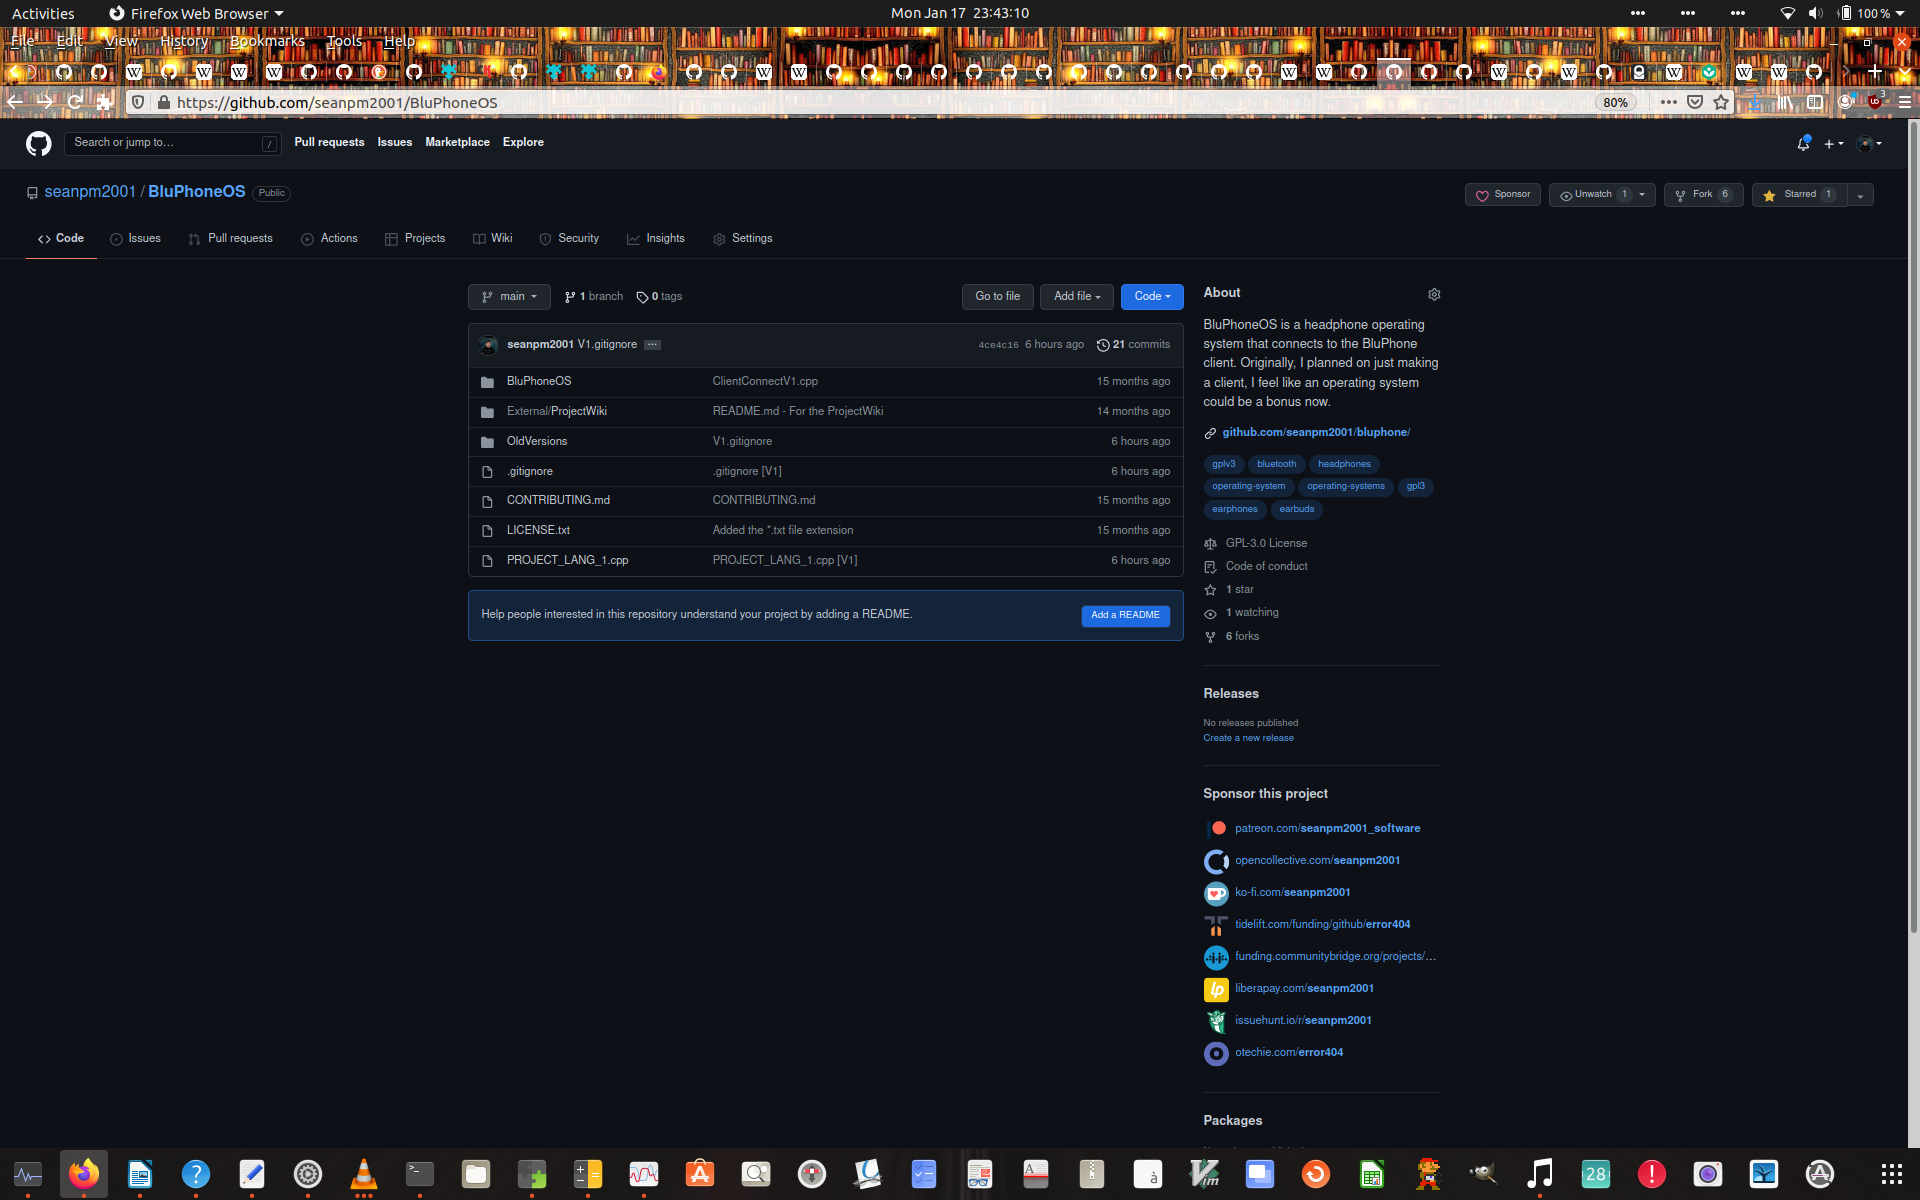 Activities
Firefox Web Browser
Mon Jan 17 23:43:10
100 %
File Edit View History Bookmarks Tools Help
https://github.com/seanpm2001/BluPhoneOS
80%
3
Search or jump to…
/
Pull requests Issues Marketplace Explore
seanpm2001 / BluPhoneOS Public
Sponsor
Unwatch 1
Fork 6
Starred 1
Code
Issues
Pull requests
Actions
Projects
Wiki
Security
Insights
Settings
main
1 branch
0 tags
Go to file
Add file
Code
seanpm2001 V1.gitignore ...
4ce4c16 6 hours ago
21 commits
BluPhoneOS ClientConnectV1.cpp 15 months ago
External/ProjectWiki README.md - For the ProjectWiki 14 months ago
OldVersions V1.gitignore 6 hours ago
.gitignore .gitignore [V1] 6 hours ago
CONTRIBUTING.md CONTRIBUTING.md 15 months ago
LICENSE.txt Added the *.txt file extension 15 months ago
PROJECT_LANG_1.cpp PROJECT_LANG_1.cpp [V1] 6 hours ago
Help people interested in this repository understand your project by adding a README.
Add a README
About
BluPhoneOS is a headphone operating
system that connects to the BluPhone
client. Originally, I planned on just making
a client, I feel like an operating system
could be a bonus now.
github.com/seanpm2001/bluphone/
gplv3 bluetooth headphones
operating-system operating-systems gpl3
earphones earbuds
GPL-3.0 License
Code of conduct
1 star
1 watching
6 forks
Releases
No releases published
Create a new release
Sponsor this project
patreon.com/seanpm2001_software
opencollective.com/seanpm2001
ko-fi.com/seanpm2001
tidelift.com/funding/github/error404
funding.communitybridge.org/projects/…
liberapay.com/seanpm2001
issuehunt.io/r/seanpm2001
otechie.com/error404
Packages
28